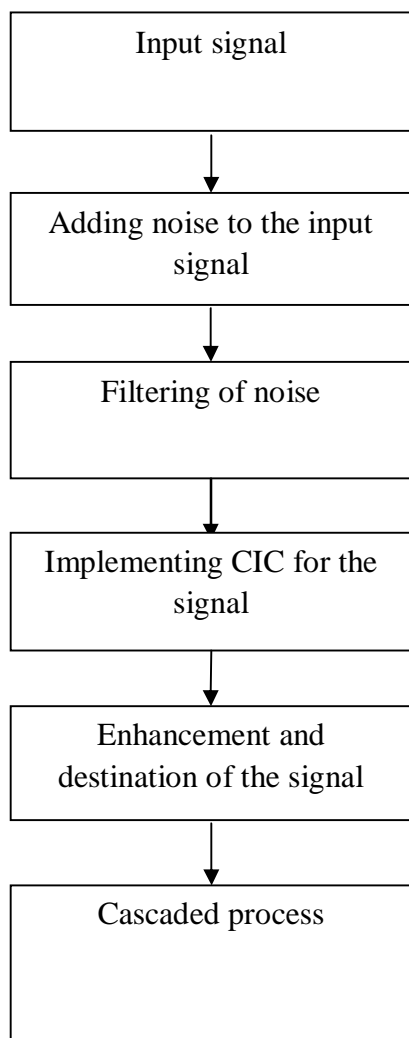 Input signal
Adding noise to the input
signal
Filtering of noise
Implementing CIC for the
signal
Enhancement and
destination of the signal
Cascaded process